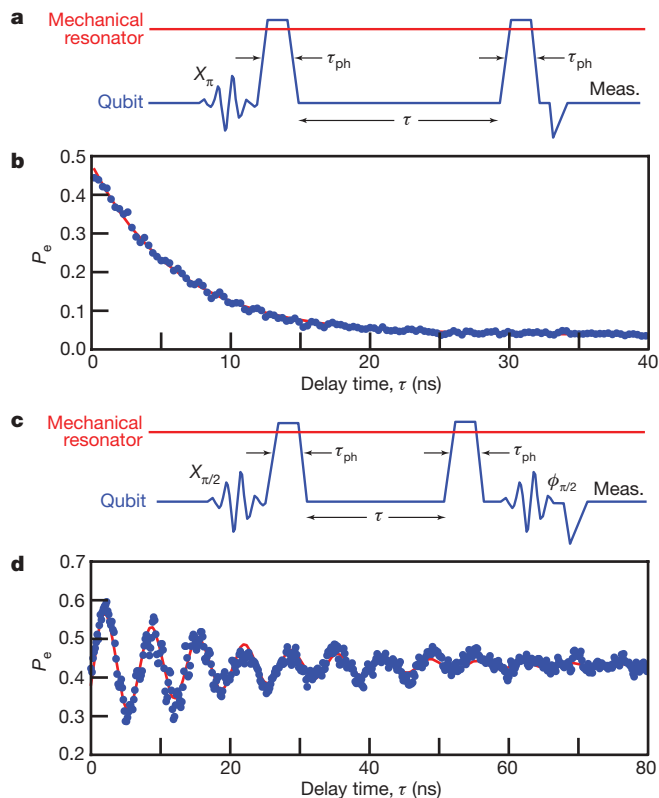 a
Mechanical
resonator
Qubit
Xπ
τph
τph
τ
Meas.
b
0.5
0.4
0.3
0.2
0.1
0.0
Pe
0
10
20
30
40
Delay time, τ (ns)
c
Mechanical
resonator
Qubit
Xπ/2
τph
τph
τ
ϕπ/2
Meas.
d
0.7
0.6
0.5
0.4
0.3
0.2
Pe
0
20
40
60
80
Delay time, τ (ns)